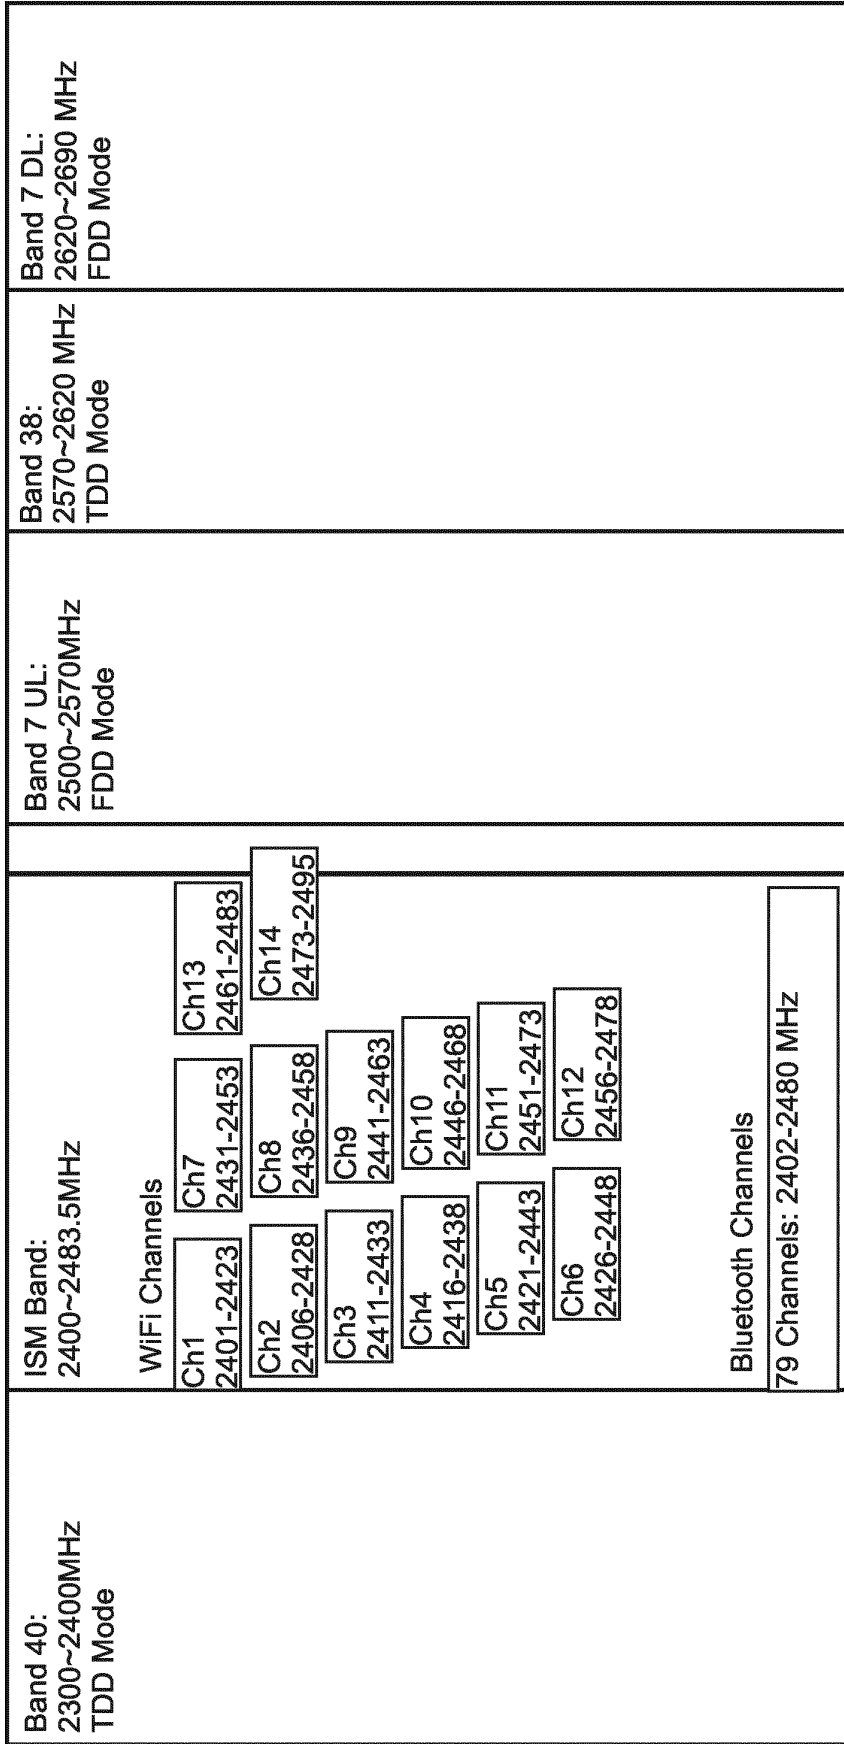 Band 40:
2300~2400MHz
TDD Mode
ISM Band:
2400~2483.5MHz
WiFi Channels
Ch1
2401-2423
Ch2
2406-2428
Ch3
2411-2433
Ch4
2416-2438
Ch5
2421-2443
Ch6
2426-2448
Ch7
2431-2453
Ch8
2436-2458
Ch9
2441-2463
Ch10
2446-2468
Ch11
2451-2473
Ch12
2456-2478
Ch13
2461-2483
Ch14
2473-2495
Bluetooth Channels
79 Channels: 2402-2480 MHz
Band 7 UL:
2500~2570MHz
FDD Mode
Band 38:
2570~2620 MHz
TDD Mode
Band 7 DL:
2620~2690 MHz
FDD Mode